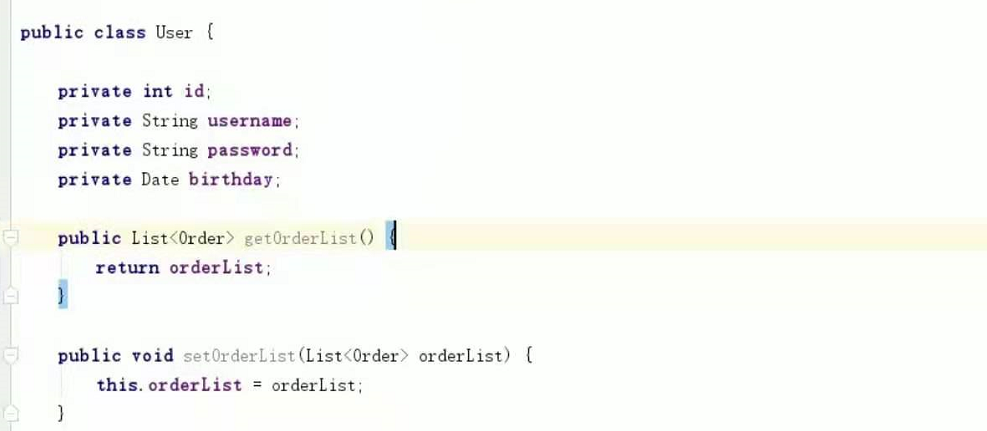 public class User {
private int id;
private String username;
private String password;
private Date birthday;
public List<Order> getOrderList() {
return orderList;
}
public void setOrderList(List<Order> orderList) {
this.orderList = orderList;
}